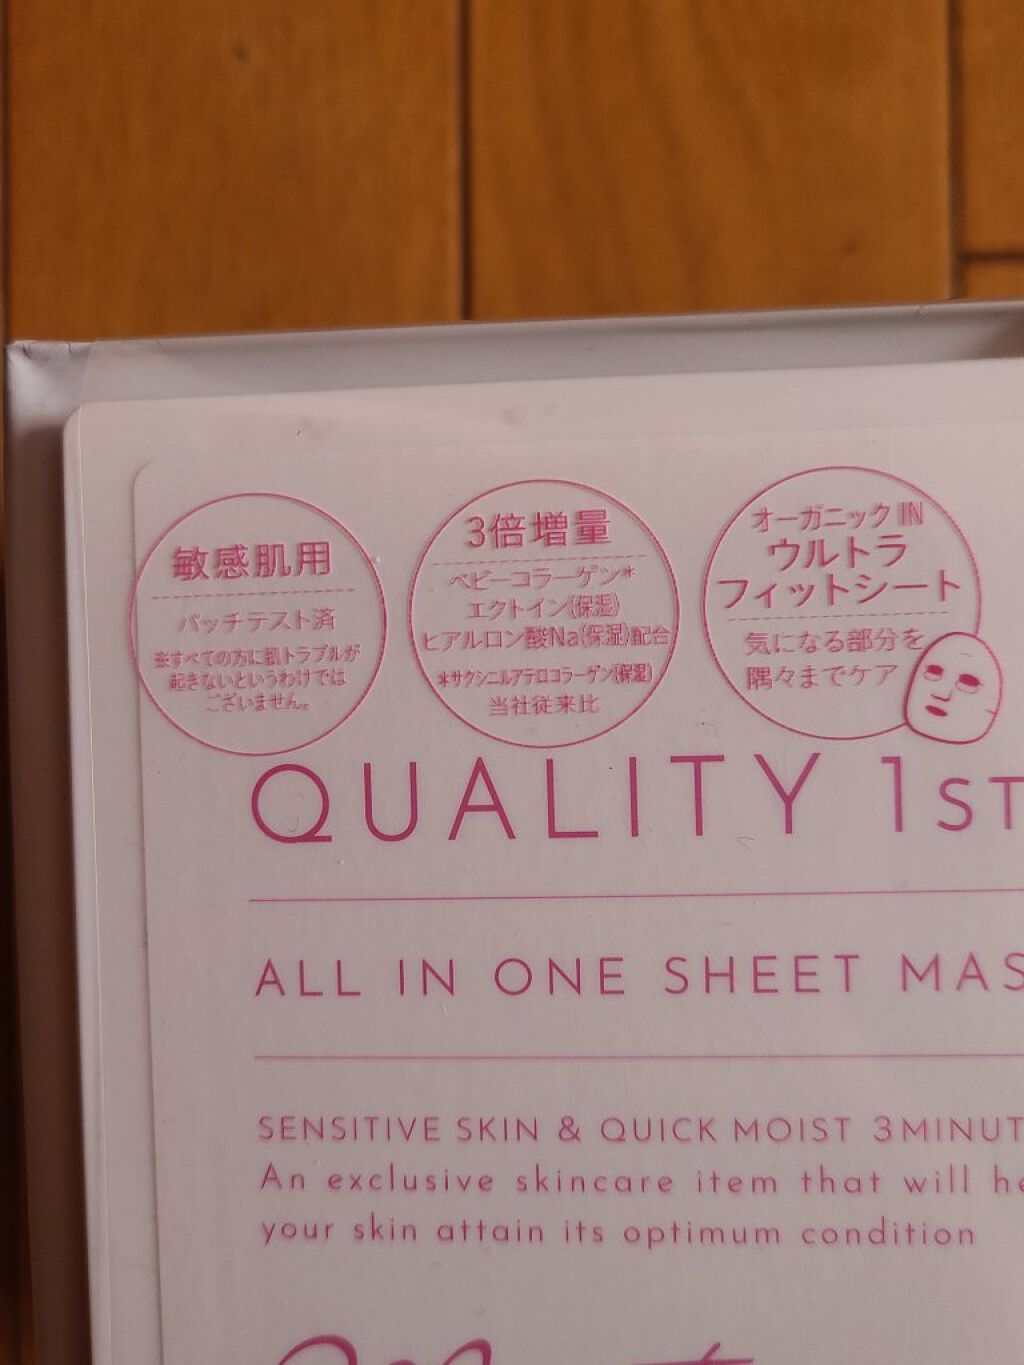 敏感肌用
パッチテスト済
※すべての方に肌トラブルが
起きないというわけでは
ございません。
3倍増量
ベビーコラーゲン*
エクトイン(保湿)
ヒアルロン酸Na(保湿)配合
*サクシニルアテロコラーゲン(保湿)
当社従来比
オーガニック IN
ウルトラ
フィットシート
気になる部分を
隅々までケア
QUALITY 1ST
ALL IN ONE SHEET MAS
SENSITIVE SKIN & QUICK MOIST 3MINUT
An exclusive skincare item that will he
your skin attain its optimum condition